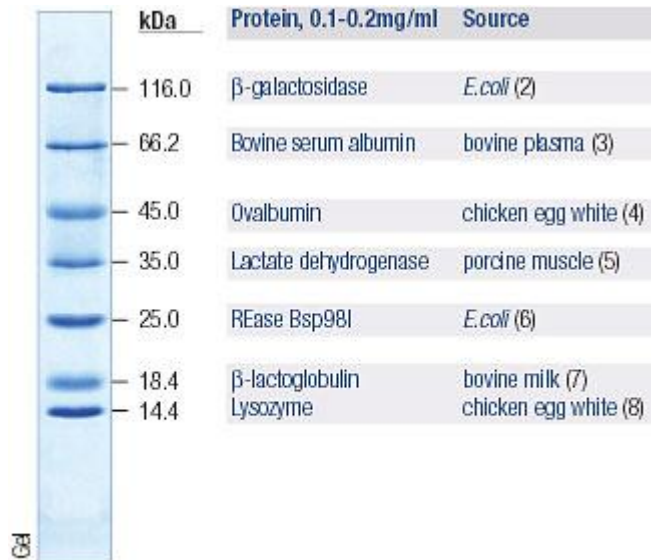 kDa Protein, 0.1-0.2mg/ml Source
116.0 β-galactosidase E.coli (2)
66.2 Bovine serum albumin bovine plasma (3)
45.0 Ovalbumin chicken egg white (4)
35.0 Lactate dehydrogenase porcine muscle (5)
25.0 REase Bsp98I E.coli (6)
18.4 β-lactoglobulin bovine milk (7)
14.4 Lysozyme chicken egg white (8)
Gel